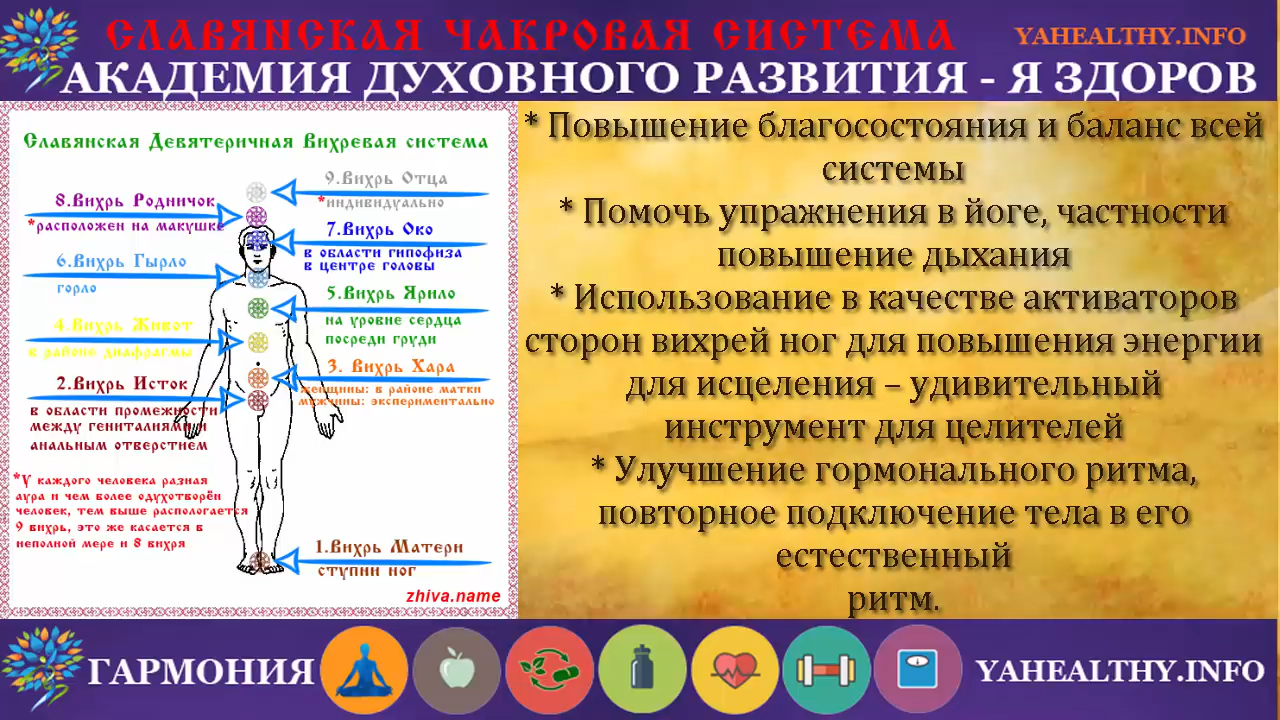 СЛАВЯНСКАЯ ЧАКРОВАЯ СИСТЕМА
YAHEALTHY.INFO
АКАДЕМИЯ ДУХОВНОГО РАЗВИТИЯ - Я ЗДОРОВ
Славянская Девятеричная Вихревая система
9.Вихрь Отца
*индивидуально
8.Вихрь Родничок
*расположен на макушке
7.Вихрь Око
в области гипофиза
в центре головы
6.Вихрь Гырло
горло
5.Вихрь Ярило
на уровне сердца
посреди груди
4.Вихрь Живот
в районе диафрагмы
3. Вихрь Хара
женщины: в районе матки
мужчины: экспериментально
2.Вихрь Исток
в области промежности
между гениталиями и
анальным отверстием
*У каждого человека разная
аура и чем более одухотворён
человек, тем выше распологается
9 вихрь, это же касается в
неполной мере и 8 вихря
1.Вихрь Матери
ступни ног
zhiva.name
* Повышение благосостояния и баланс всей
системы
* Помочь упражнения в йоге, частности
повышение дыхания
* Использование в качестве активаторов
сторон вихрей ног для повышения энергии
для исцеления – удивительный
инструмент для целителей
* Улучшение гормонального ритма,
повторное подключение тела в его
естественный
ритм.
ГАРМОНИЯ
YAHEALTHY.INFO